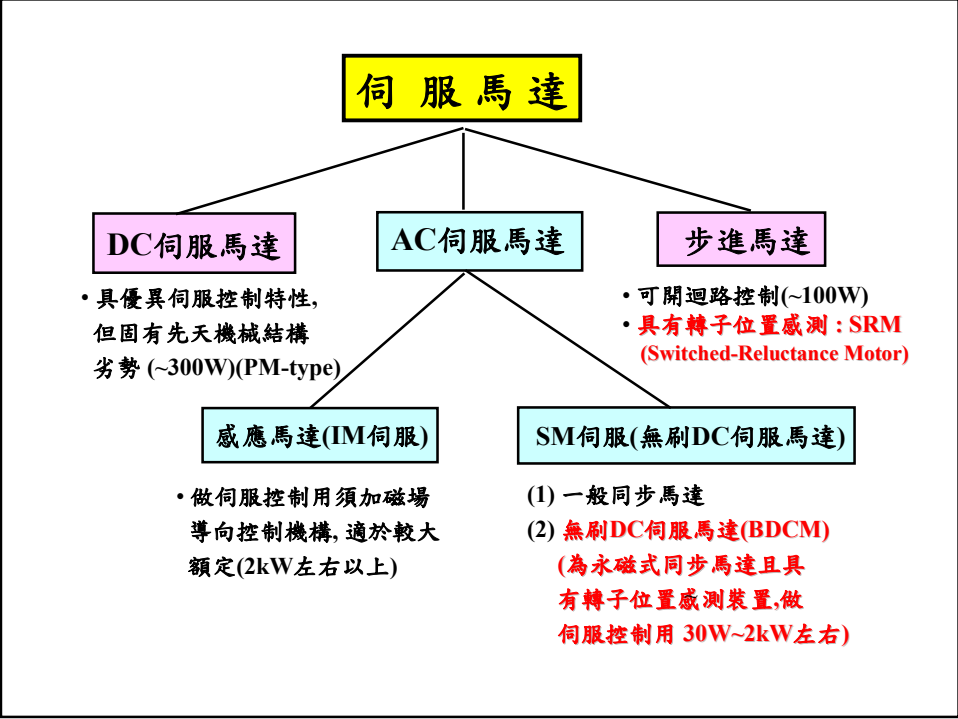 伺 服 馬 達
DC伺服馬達
AC伺服馬達
步進馬達
• 具優異伺服控制特性,
但固有先天機械結構
劣勢 (~300W)(PM-type)
• 可開迴路控制(~100W)
• 具有轉子位置感測 : SRM
(Switched-Reluctance Motor)
感應馬達(IM伺服)
SM伺服(無刷DC伺服馬達)
• 做伺服控制用須加磁場
導向控制機構, 適於較大
額定(2kW左右以上)
(1) 一般同步馬達
(2) 無刷DC伺服馬達(BDCM)
(為永磁式同步馬達且具
有轉子位置感測裝置,做
伺服控制用 30W~2kW左右)